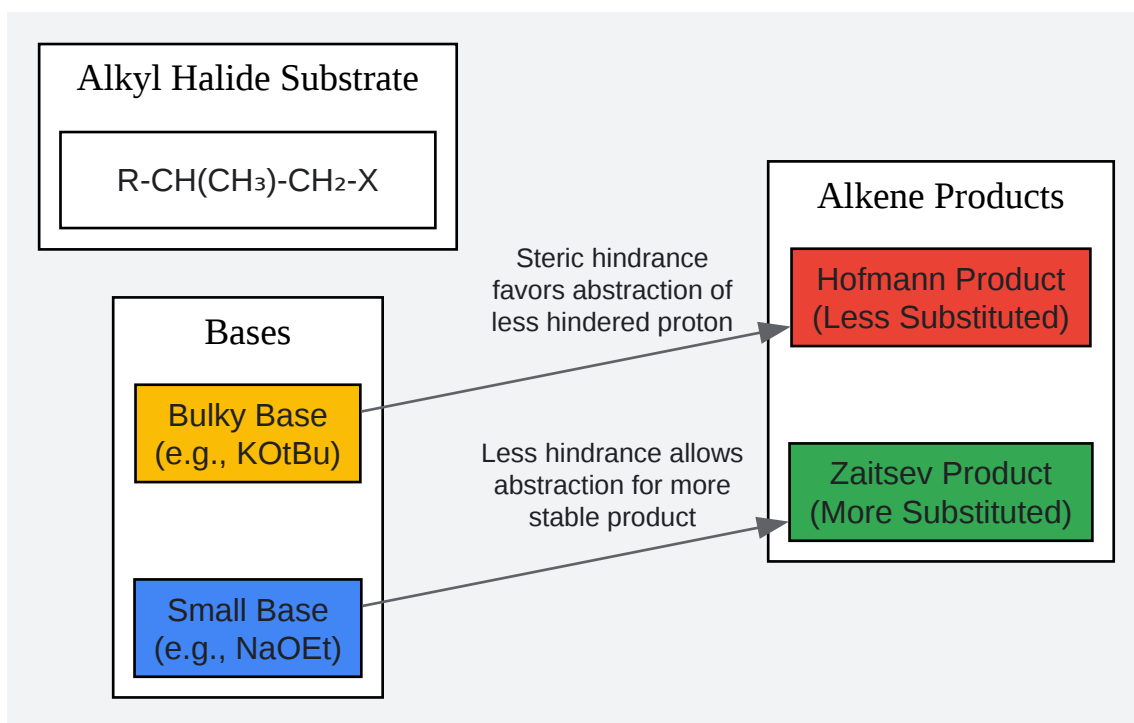 Alkyl Halide Substrate
R-CH(CH₃)-CH₂-X
Bases
Bulky Base
(e.g., KOtBu)
Small Base
(e.g., NaOEt)
Steric hindrance
favors abstraction of
less hindered proton
Less hindrance allows
abstraction for more
stable product
Alkene Products
Hofmann Product
(Less Substituted)
Zaitsev Product
(More Substituted)